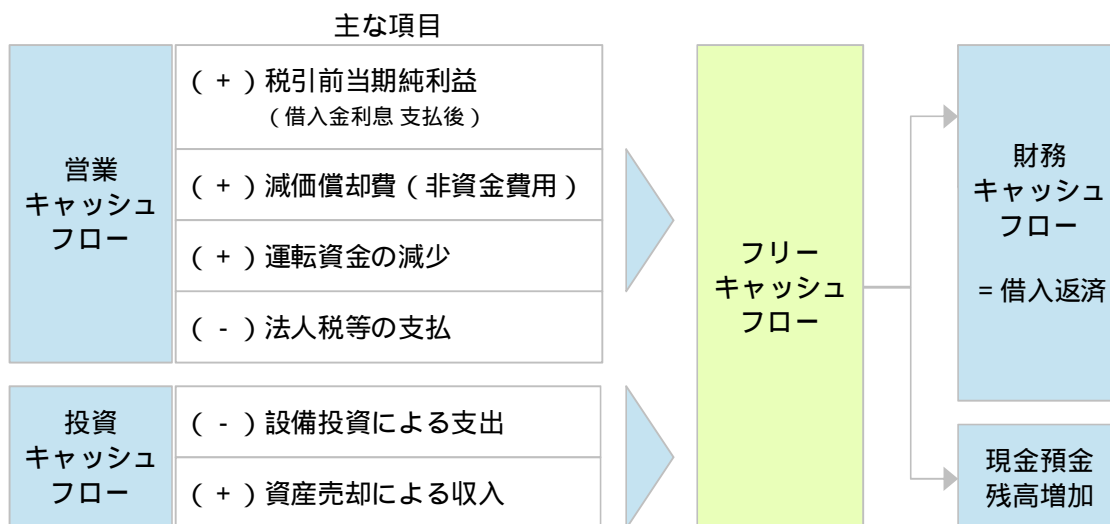 主な項目
営業
キャッシュ
フロー
( + ) 税引前当期純利益
( 借入金利息 支払後 )
( + ) 減価償却費 ( 非資金費用 )
( + ) 運転資金の減少
( - ) 法人税等の支払
投資
キャッシュ
フロー
( - ) 設備投資による支出
( + ) 資産売却による収入
フリー
キャッシュ
フロー
財務
キャッシュ
フロー
= 借入返済
現金預金
残高増加